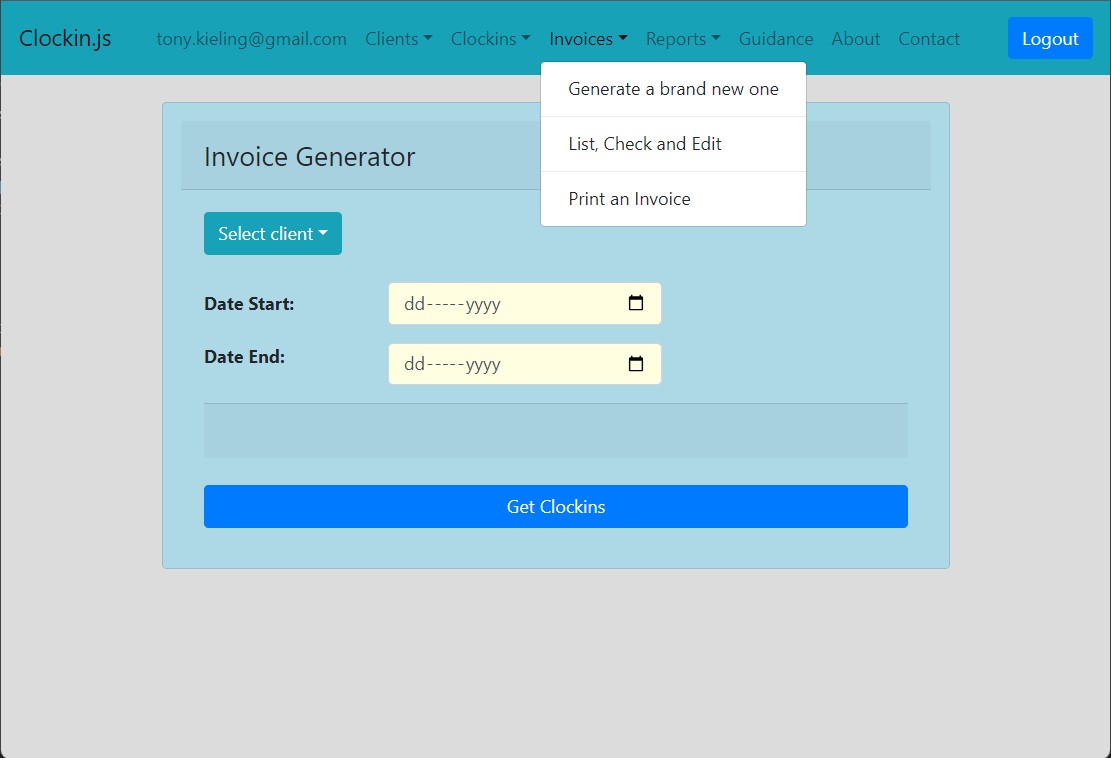 Clockin.js tony.kieling@gmail.com Clients Clockins Invoices Reports Guidance About Contact Logout
Generate a brand new one
List, Check and Edit
Print an Invoice
Invoice Generator
Select client
Date Start: dd-----yyyy
Date End: dd-----yyyy
Get Clockins